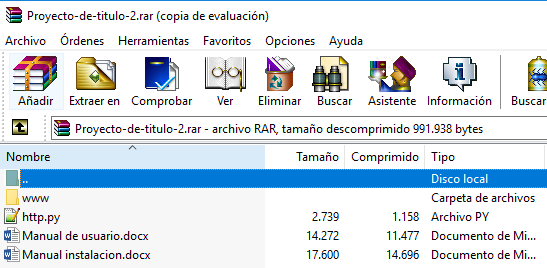 Proyecto-de-titulo-2.rar (copia de evaluación)
Archivo Órdenes Herramientas Favoritos Opciones Ayuda
Añadir Extraer en Comprobar Ver Eliminar Buscar Asistente Información Buscar
Proyecto-de-titulo-2.rar - archivo RAR, tamaño descomprimido 991.938 bytes
Nombre Tamaño Comprimido Tipo
.. Disco local
www Carpeta de archivos
http.py 2.739 1.158 Archivo PY
Manual de usuario.docx 14.272 11.477 Documento de Mi...
Manual instalacion.docx 17.600 14.696 Documento de Mi...